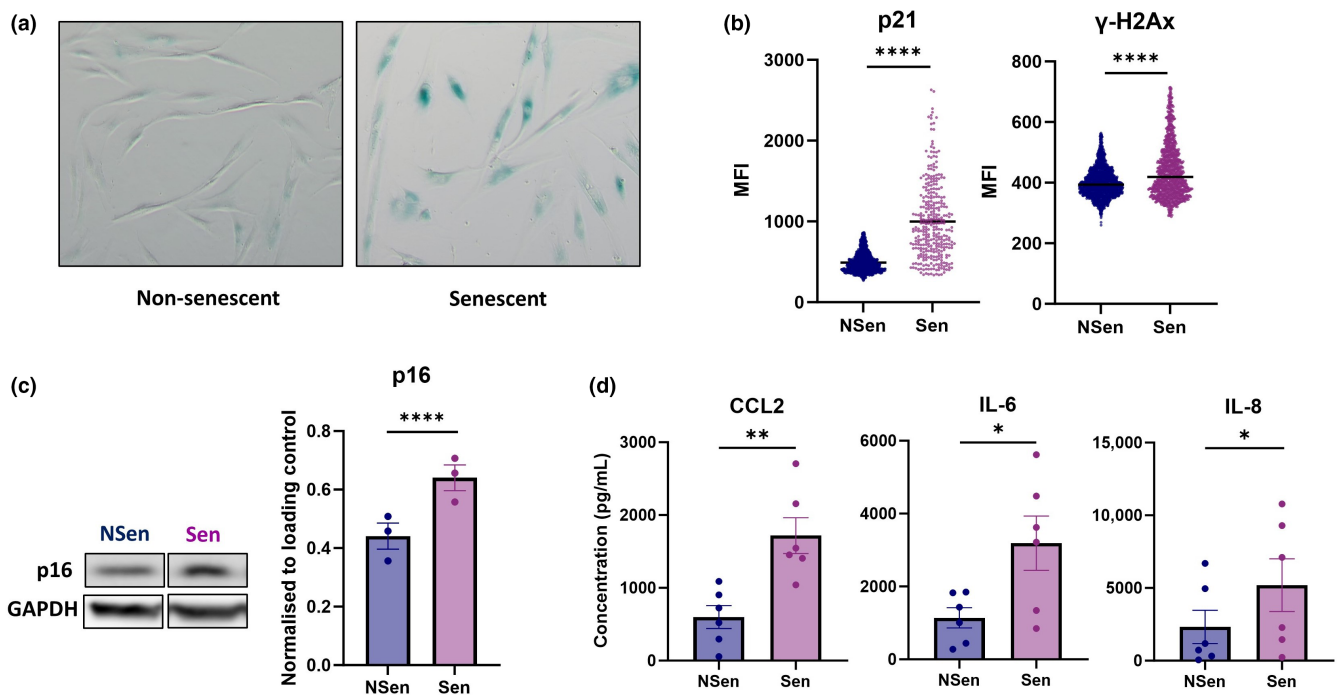 (a)
Non-senescent
Senescent
(b)
p21
****
3000
2000
1000
0
MFI
NSen
Sen
γ-H2Ax
****
800
600
400
200
0
MFI
NSen
Sen
(c)
NSen
Sen
p16
GAPDH
p16
****
0.8
0.6
0.4
0.2
0.0
Normalised to loading control
NSen
Sen
(d)
CCL2
**
3000
2000
1000
0
Concentration (pg/mL)
NSen
Sen
IL-6
*
6000
4000
2000
0
NSen
Sen
IL-8
*
15,000
10,000
5000
0
NSen
Sen